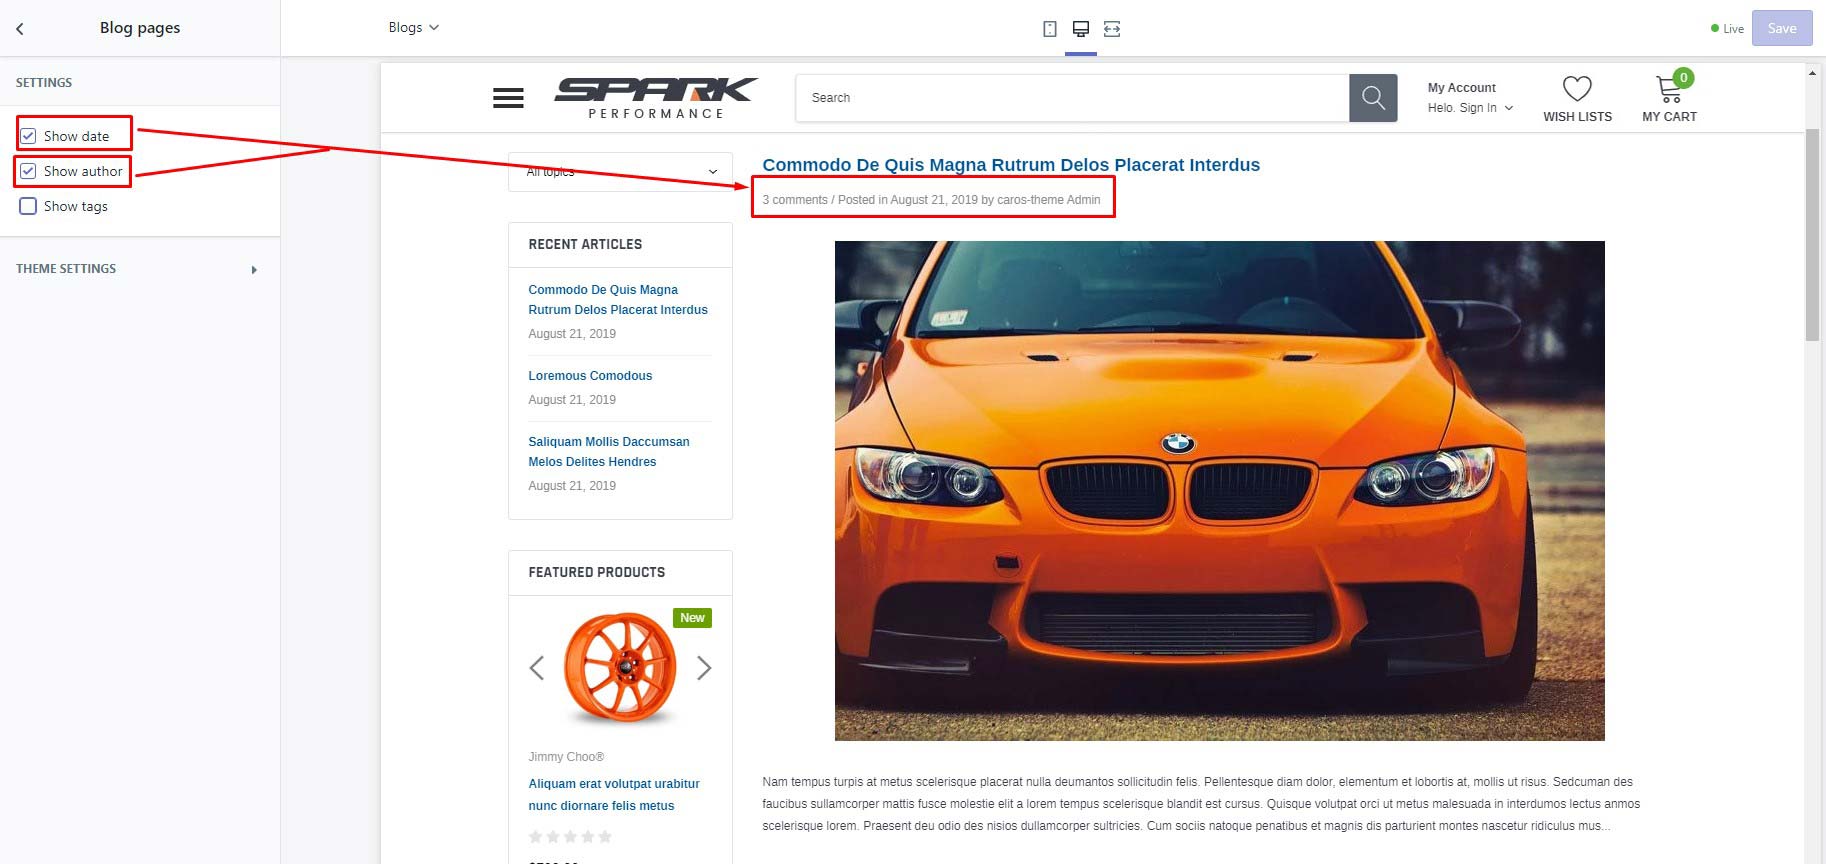 Blog pages
Blogs
Live
Save
SETTINGS
Show date
Show author
Show tags
THEME SETTINGS
SPARK
PERFORMANCE
Search
My Account
Helo. Sign In
WISH LISTS
0
MY CART
All topics
RECENT ARTICLES
Commodo De Quis Magna
Rutrum Delos Placerat Interdus
August 21, 2019
Loremous Comodous
August 21, 2019
Saliquam Mollis Daccumsan
Melos Delites Hendres
August 21, 2019
FEATURED PRODUCTS
New
Jimmy Choo®
Aliquam erat volutpat urabitur
nunc diornare felis metus
Commodo De Quis Magna Rutrum Delos Placerat Interdus
3 comments / Posted in August 21, 2019 by caros-theme Admin
Nam tempus turpis at metus scelerisque placerat nulla deumantos sollicitudin felis. Pellentesque diam dolor, elementum et lobortis at, mollis ut risus. Sedcuman des
faucibus sullamcorper mattis fusce molestie elit a lorem tempus scelerisque blandit est cursus. Quisque volutpat orci ut metus malesuada in interdumos lectus anmos
scelerisque lorem. Praesent deu odio des nisios dullamcorper sultricies. Cum sociis natoque penatibus et magnis dis parturient montes nascetur ridiculus mus...